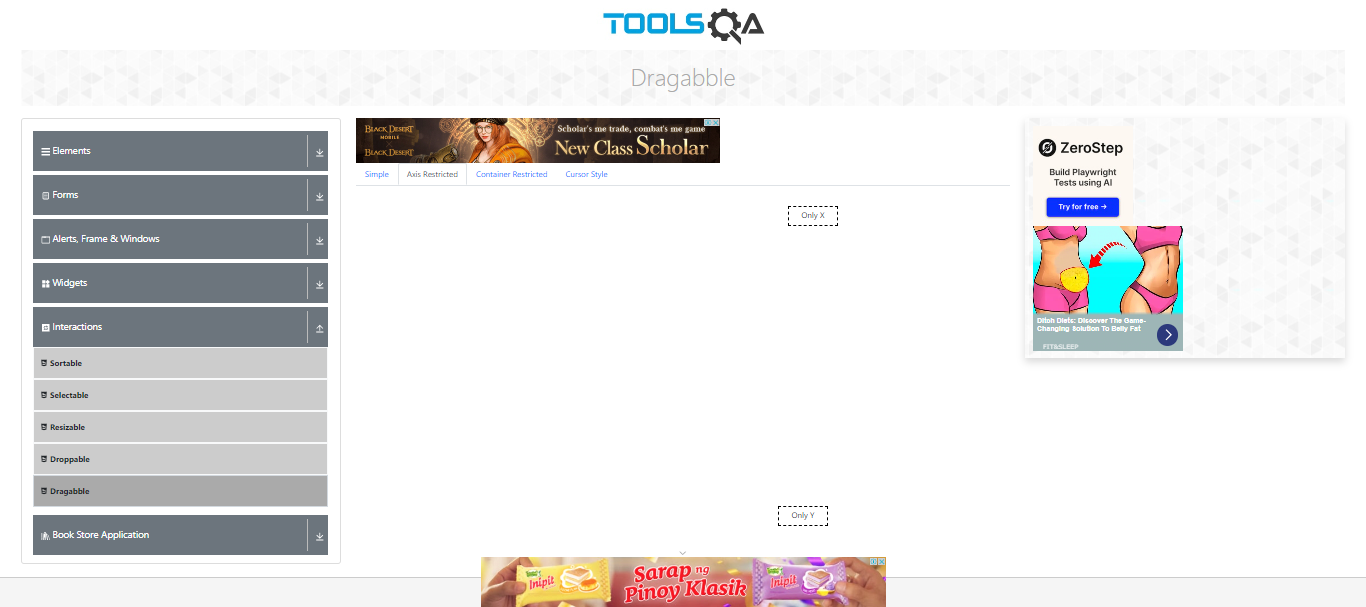 TOOLSQA
Dragabble
Elements
Forms
Alerts, Frame & Windows
Widgets
Interactions
Sortable
Selectable
Resizable
Droppable
Dragabble
Book Store Application
BLACK DESERT
MOBILE
BLACK DESERT
Scholar's me trade, combat's me game
New Class Scholar
Simple
Axis Restricted
Container Restricted
Cursor Style
Only X
Only Y
ZeroStep
Build Playwright
Tests using AI
Try for free →
Ditch Diets: Discover The Game-
Changing Solution To Belly Fat
FIT&SLEEP
Inipit
Sarap ng
Pinoy Klasik
Inipit